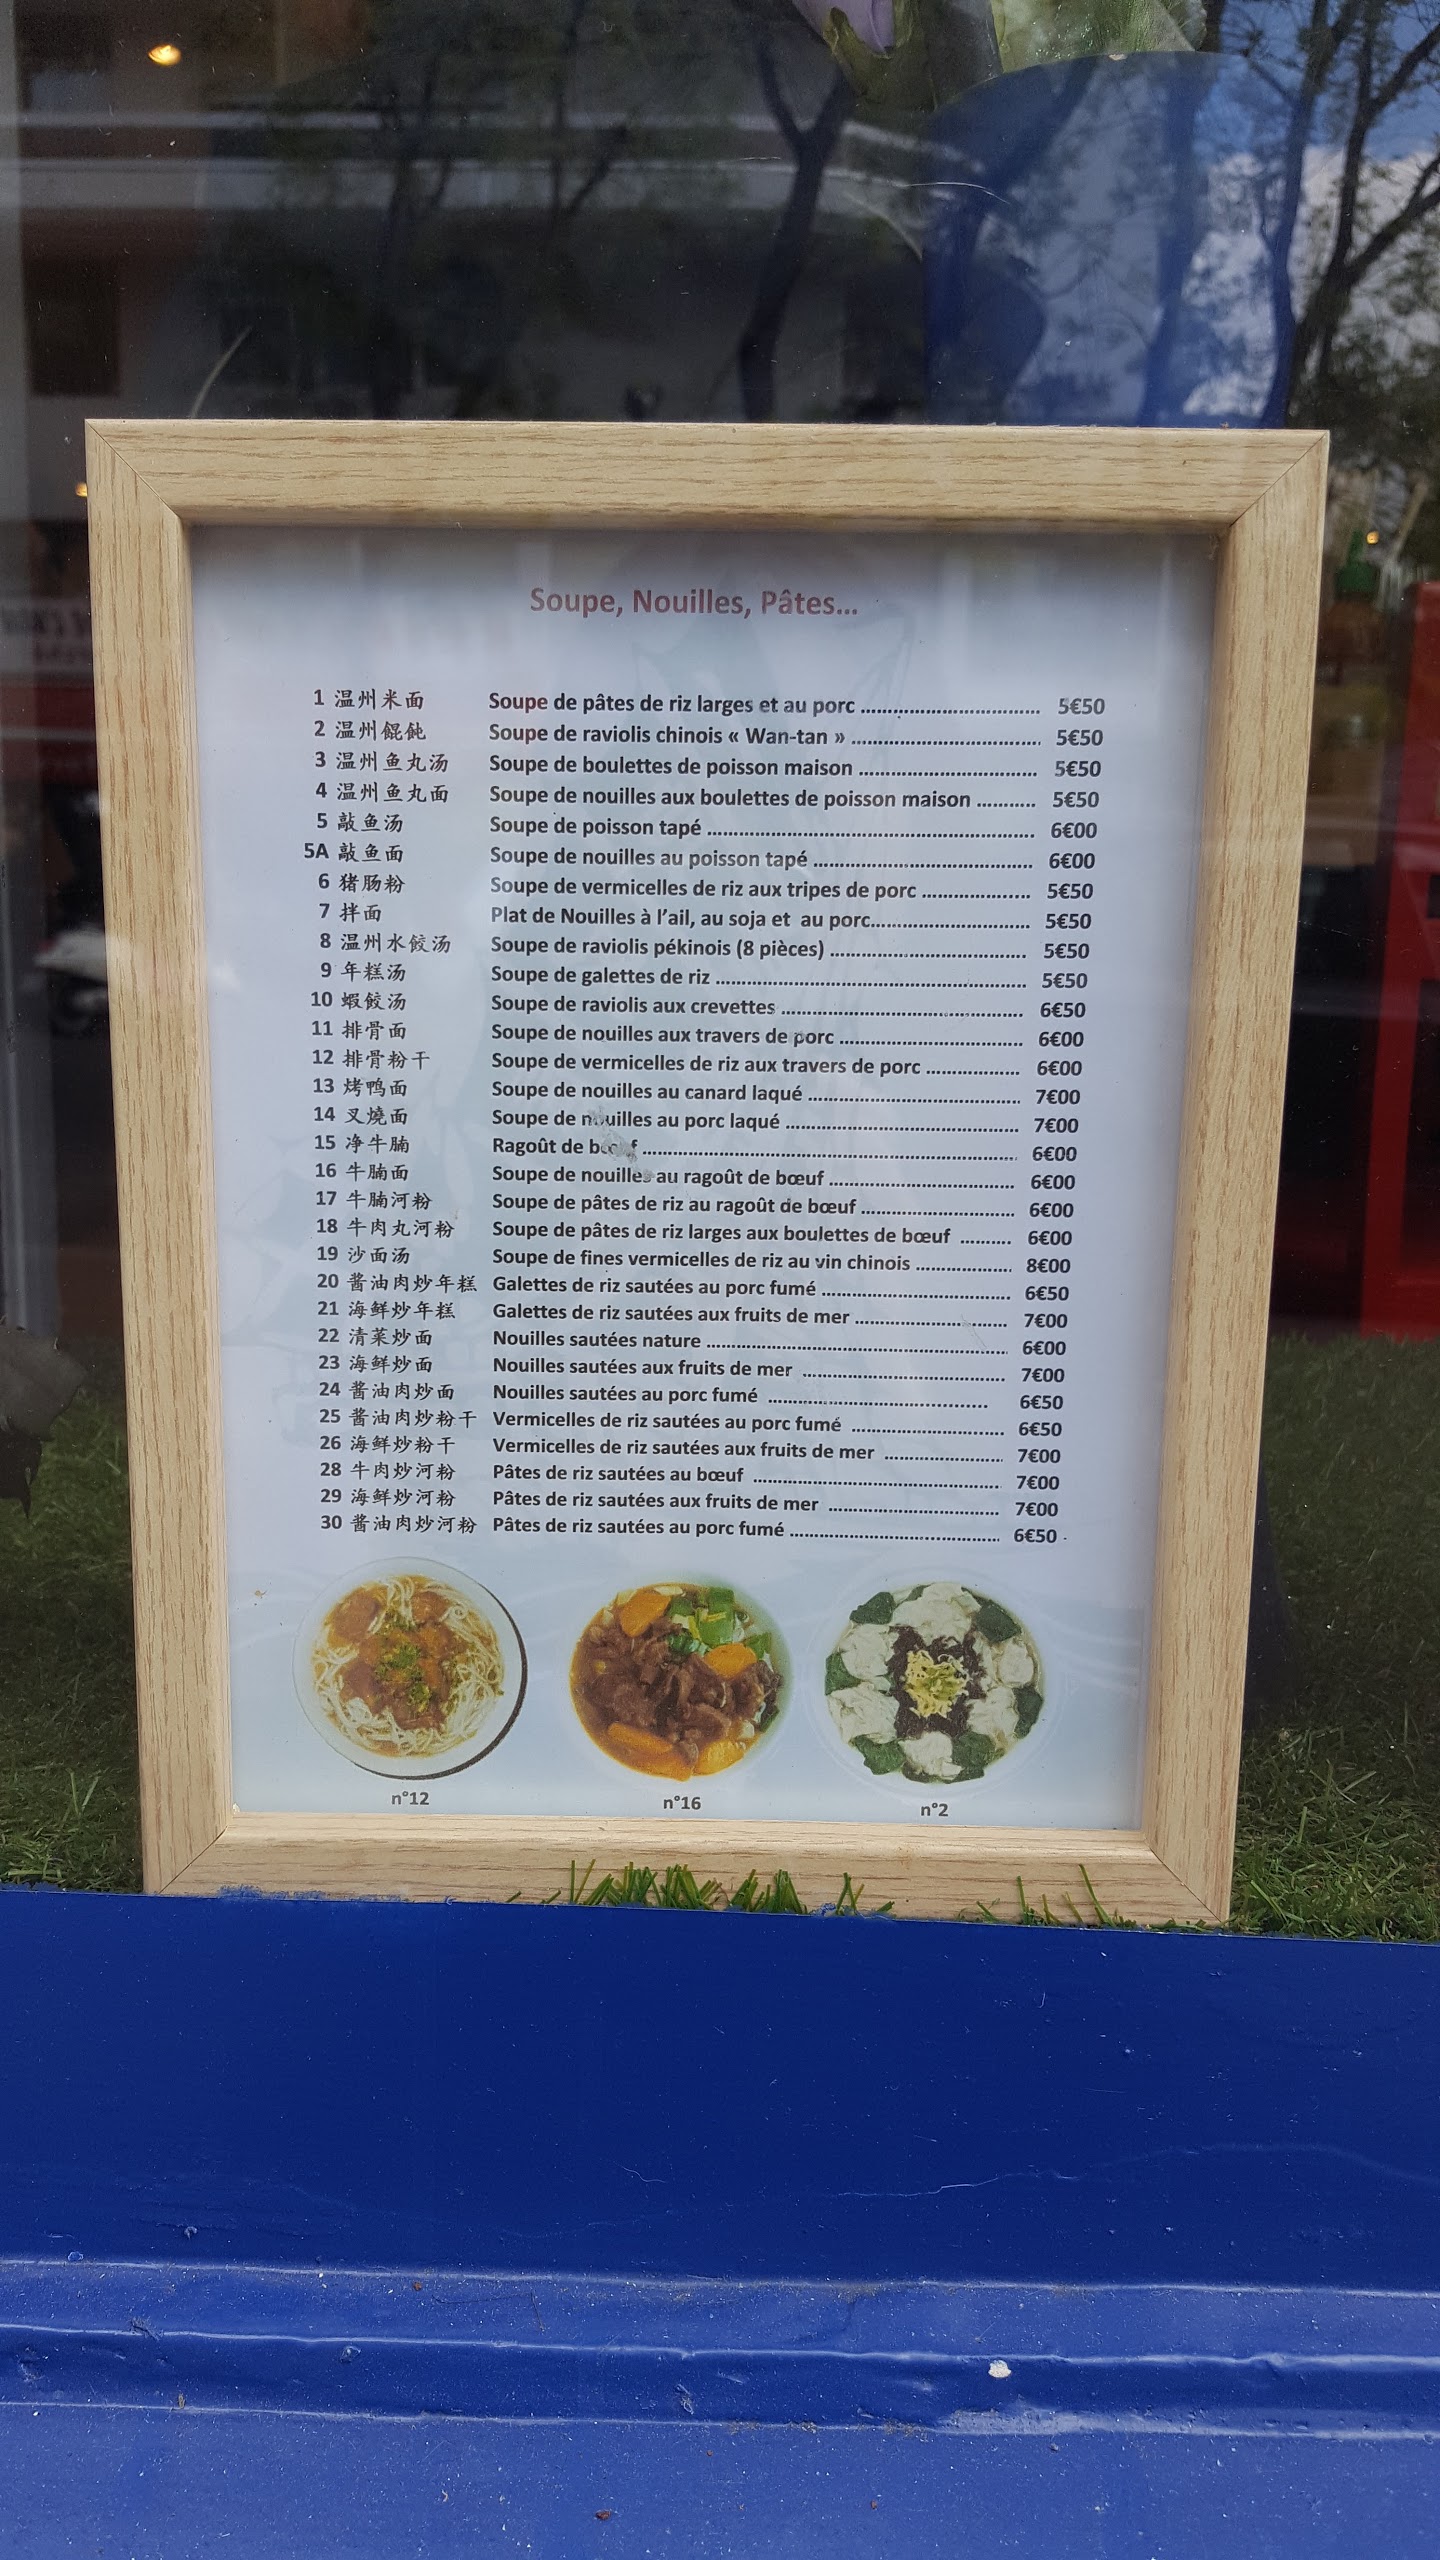 Soupe, Nouilles, Pâtes...
1 温州米面 Soupe de pâtes de riz larges et au porc 5€50
2 温州餛飩 Soupe de raviolis chinois « Wan-tan » 5€50
3 温州鱼丸汤 Soupe de boulettes de poisson maison 5€50
4 温州鱼丸面 Soupe de nouilles aux boulettes de poisson maison 5€50
5 敲鱼汤 Soupe de poisson tapé 6€00
5A 敲鱼面 Soupe de nouilles au poisson tapé 6€00
6 猪肠粉 Soupe de vermicelles de riz aux tripes de porc 5€50
7 拌面 Plat de Nouilles à l’ail, au soja et au porc 5€50
8 温州水餃汤 Soupe de raviolis pékinois (8 pièces) 5€50
9 年糕汤 Soupe de galettes de riz 5€50
10 蝦餃汤 Soupe de raviolis aux crevettes 6€50
11 排骨面 Soupe de nouilles aux travers de porc 6€00
12 排骨粉干 Soupe de vermicelles de riz aux travers de porc 6€00
13 烤鸭面 Soupe de nouilles au canard laqué 7€00
14 叉燒面 Soupe de nouilles au porc laqué 7€00
15 净牛腩 Ragoût de bœuf 6€00
16 牛腩面 Soupe de nouilles au ragoût de bœuf 6€00
17 牛腩河粉 Soupe de pâtes de riz au ragoût de bœuf 6€00
18 牛肉丸河粉 Soupe de pâtes de riz larges aux boulettes de bœuf 6€00
19 沙面汤 Soupe de fines vermicelles de riz au vin chinois 8€00
20 酱油肉炒年糕 Galettes de riz sautées au porc fumé 6€50
21 海鲜炒年糕 Galettes de riz sautées aux fruits de mer 7€00
22 清菜炒面 Nouilles sautées nature 6€00
23 海鲜炒面 Nouilles sautées aux fruits de mer 7€00
24 酱油肉炒面 Nouilles sautées au porc fumé 6€50
25 酱油肉炒粉干 Vermicelles de riz sautées au porc fumé 6€50
26 海鲜炒粉干 Vermicelles de riz sautées aux fruits de mer 7€00
28 牛肉炒河粉 Pâtes de riz sautées au bœuf 7€00
29 海鲜炒河粉 Pâtes de riz sautées aux fruits de mer 7€00
30 酱油肉炒河粉 Pâtes de riz sautées au porc fumé 6€50
n°12 n°16 n°2